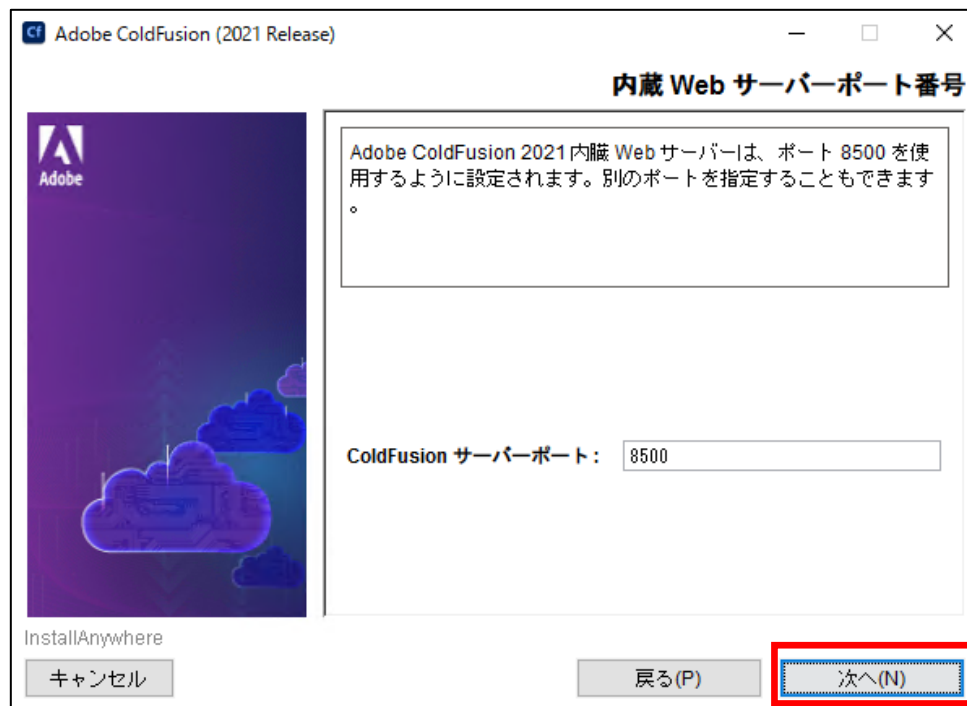 Cf Adobe ColdFusion (2021 Release)
内蔵 Web サーバーポート番号
Adobe
Adobe ColdFusion 2021 内臓 Web サーバーは、ポート 8500 を使
用するように設定されます。別のポートを指定することもできます
。
ColdFusion サーバーポート : 8500
InstallAnywhere
キャンセル 戻る(P) 次へ(N)